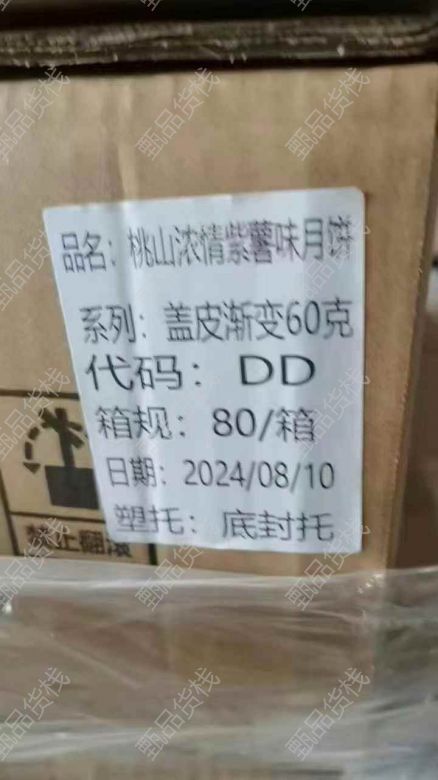 品名：桃山浓情紫薯味月饼
系列：盖皮渐变60克
代码：DD
箱规：80/箱
日期：2024/08/10
塑托：底封托
禁止翻滚
甄品货栈